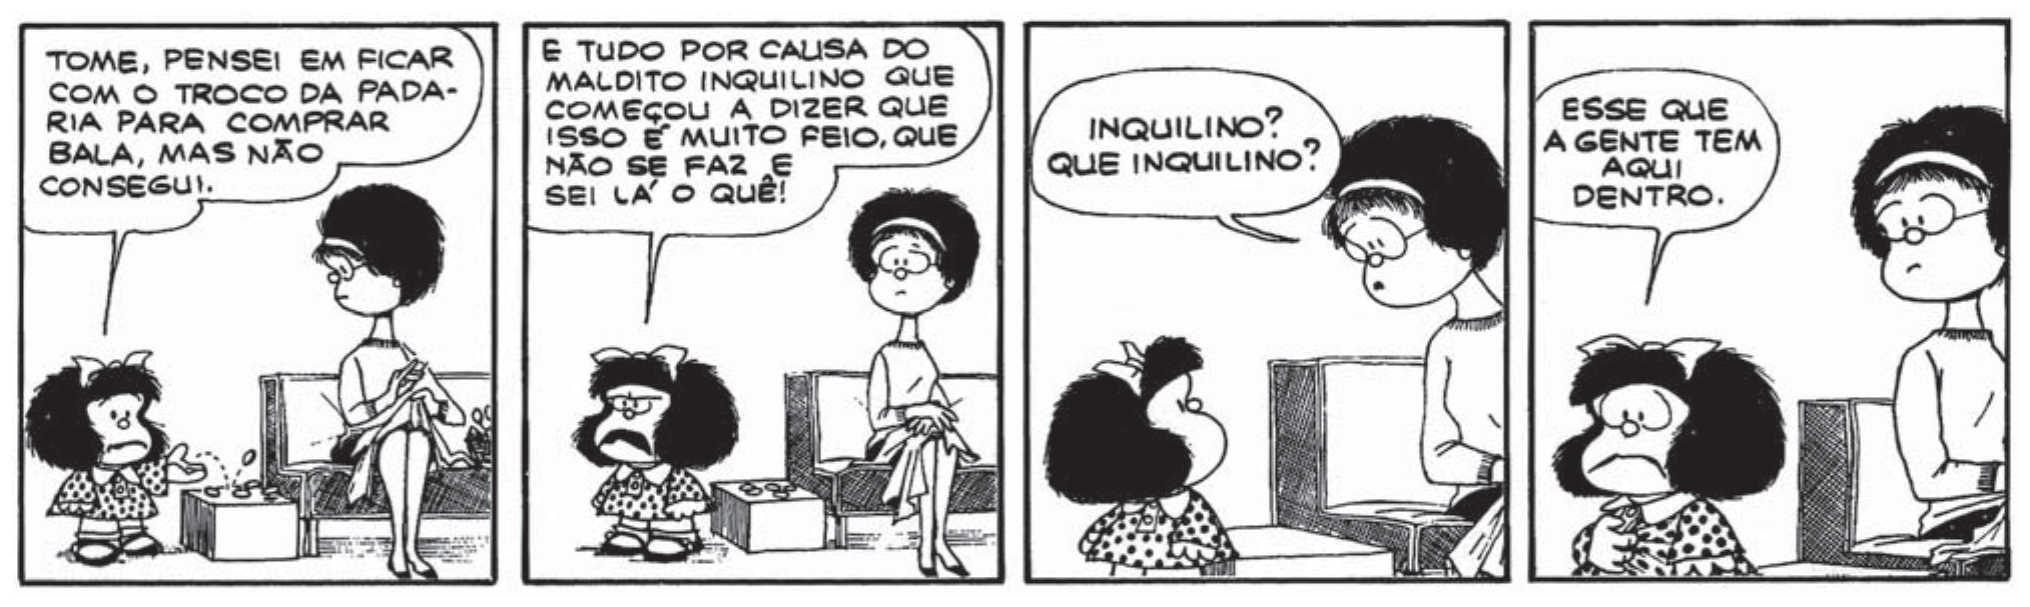 TOME, PENSEI EM FICAR
COM O TROCO DA PADA-
RIA PARA COMPRAR
BALA, MAS NÃO
CONSEGUI.
E TUDO POR CAUSA DO
MALDITO INQUILINO QUE
COMEÇOU A DIZER QUE
ISSO É MUITO FEIO, QUE
NÃO SE FAZ E
SEI LÁ O QUÊ!
INQUILINO?
QUE INQUILINO?
ESSE QUE
A GENTE TEM
AQUI
DENTRO.